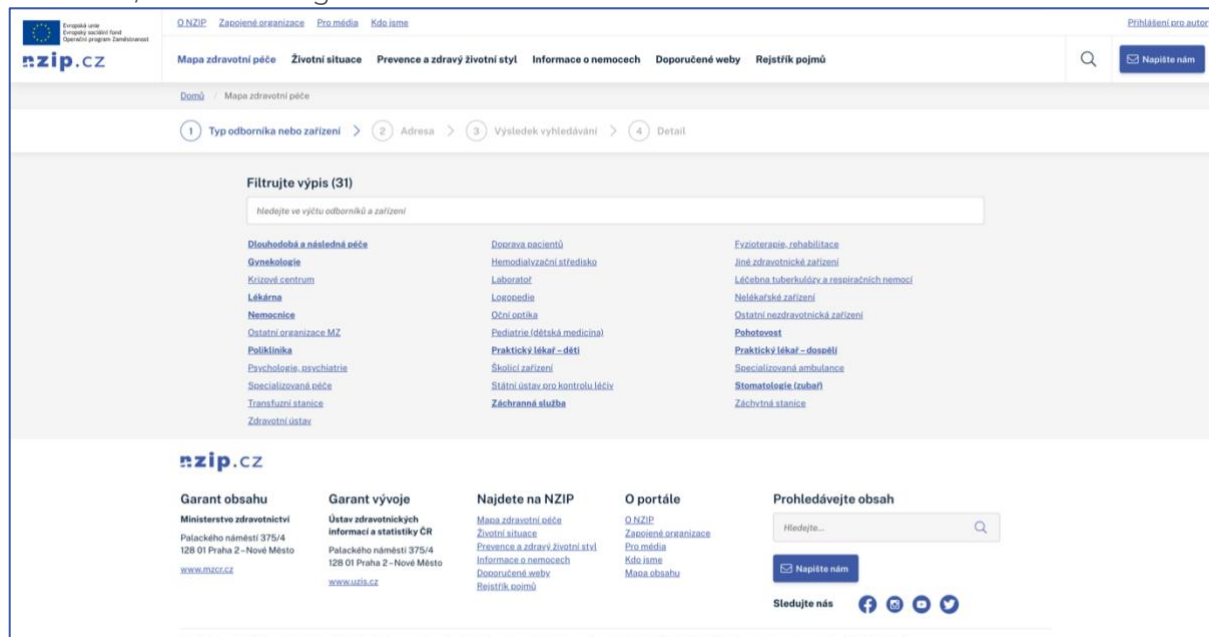 Evropská unie
Evropský sociální fond
Operační program Zaměstnanost
nzip.cz
O NZIP Zapojené organizace Pro média Kdo jsme
Přihlášení pro autor
Mapa zdravotní péče Životní situace Prevence a zdravý životní styl Informace o nemocech Doporučené weby Rejstřík pojmů
Napište nám
Domů / Mapa zdravotní péče
1 Typ odborníka nebo zařízení > 2 Adresa > 3 Výsledek vyhledávání > 4 Detail
Filtrujte výpis (31)
hledejte ve výčtu odborníků a zařízení
Dlouhodobá a následná péče Doprava pacientů Fyzioterapie, rehabilitace
Gynekologie Hemodialyzační středisko Jiné zdravotnické zařízení
Krizové centrum Laboratoř Léčebna tuberkulózy a respiračních nemocí
Lékárna Logopedie Nelékařské zařízení
Nemocnice Oční optika Ostatní nezdravotnická zařízení
Ostatní organizace MZ Pediatrie (dětská medicína) Pohotovost
Poliklinika Praktický lékař – děti Praktický lékař – dospělí
Psychologie, psychiatrie Školicí zařízení Specializovaná ambulance
Specializovaná péče Státní ústav pro kontrolu léčiv Stomatologie (zubař)
Transfuzní stanice Záchranná služba Záchytná stanice
Zdravotní ústav
nzip.cz
Garant obsahu
Ministerstvo zdravotnictví
Palackého náměstí 375/4
128 01 Praha 2 – Nové Město
www.mzcr.cz
Garant vývoje
Ústav zdravotnických
informací a statistiky ČR
Palackého náměstí 375/4
128 01 Praha 2 – Nové Město
www.uzis.cz
Najdete na NZIP
Mapa zdravotní péče
Životní situace
Prevence a zdravý životní styl
Informace o nemocech
Doporučené weby
Rejstřík pojmů
O portále
O NZIP
Zapojené organizace
Pro média
Kdo jsme
Mapa obsahu
Prohledávejte obsah
Hledejte...
Napište nám
Sledujte nás